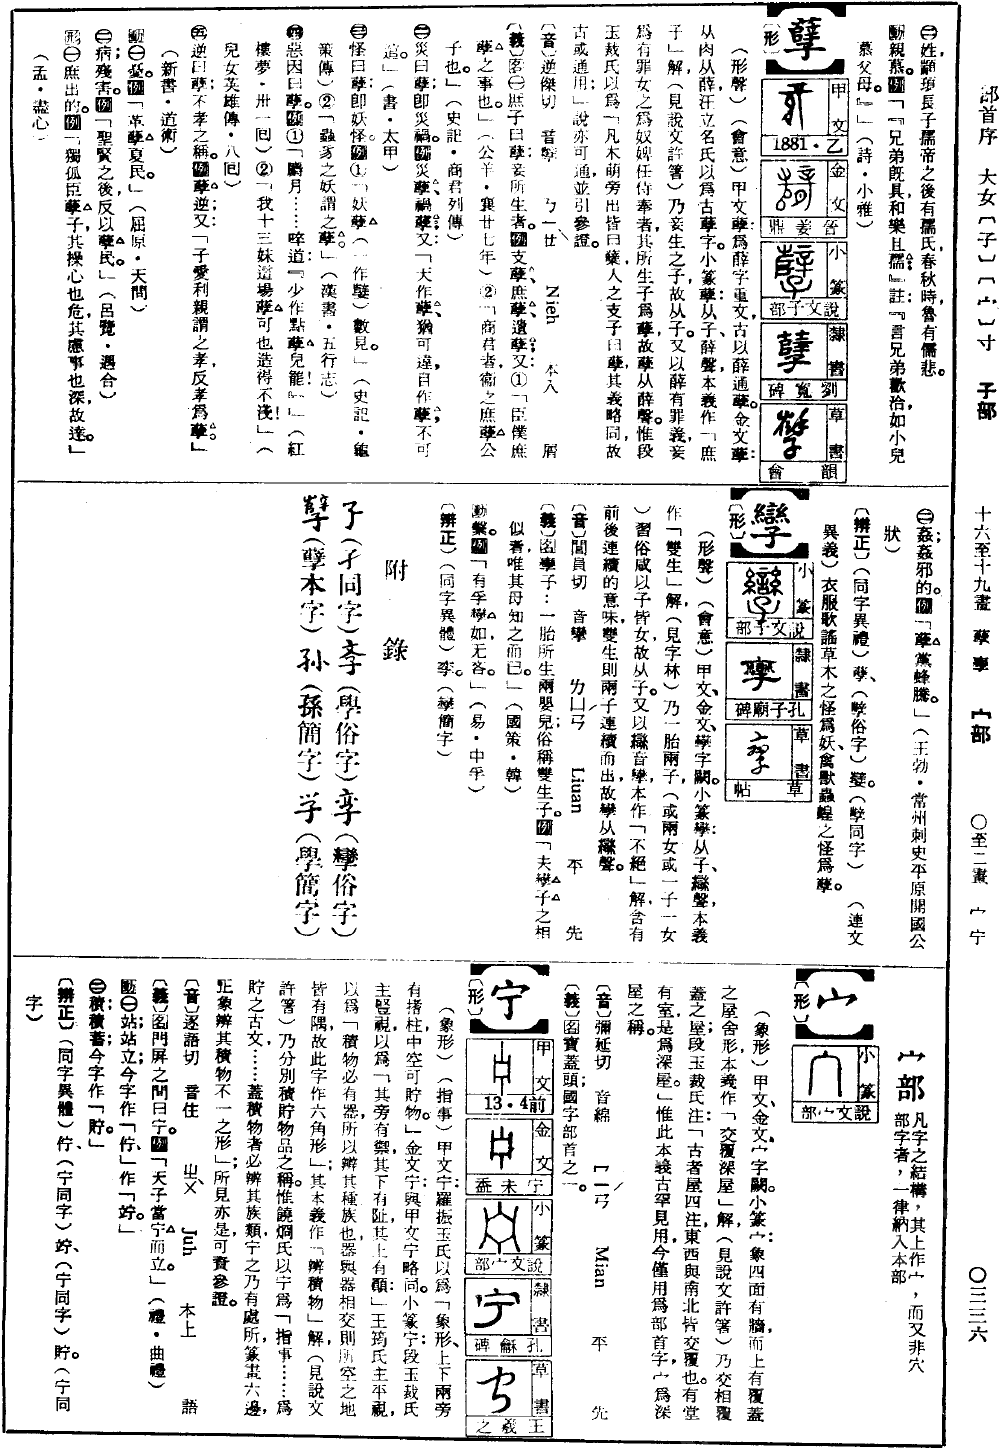 部首序 大女〔子〕〔宀〕寸 子部 十六至十九畫 孽孿 宀部 〇至二畫 宀宁 〇三三六
㊁姓顓頊長子孺帝之後有孺氏春秋時魯有儒悲。
動親慕。例「『兄弟旣具和樂且孺』註『言兄弟歡洽如小兒
慕父母』」（詩・小雅）
孽
〔形〕
甲文 1881・乙
金文 晉姜鼎
小篆 說文子部
隸書 劉寬碑
草書 韻會
（形聲）（會意）甲文孽爲辥字重文，古以辥通孽。金文孽：
从肉从辥汪立名氏以爲古孽字。小篆孽：从子、辥聲本義作「庶
子」解（見說文許箸）乃妾生之子故从子。又以辥有罪義妾
爲有罪女之爲奴婢任侍奉者其所生子爲孽，故孽从辥聲。惟段
玉裁氏以爲「凡木萌旁出皆曰櫱人之支子曰孽，其義略同故
古或通用」說亦可通並引參證。
〔音〕逆傑切 音孼 ㄋㄧㄝˋ Nieh 本入 屑
〔義〕名㊀庶子曰孽；妾所生者。例支孽、庶孽、遺孽；又①「臣僕庶
孽之事也。」（公羊・襄廿七年）②「商君者衛之庶孽公
子也。」（史記・商君列傳）
㊁災曰孽即災禍。例災孽、禍孽；又「天作孽，猶可違自作孽，不可
逭。」（書・太甲）
㊂怪曰孽即妖怪。例①「妖孽（一作孼）數見。」（史記・龜
策傳）②「蟲豸之妖謂之孽。」（漢書・五行志）
㊃惡因曰孽。例①「臘月……啐道『少作點孽兒罷！』」（紅
樓夢・卅一回）②「我十三妹這場孽可也造得不淺！」（
兒女英雄傳・八回）
㊄逆曰孽不孝之稱。例孽逆；又「子愛利親謂之孝，反孝爲孽。」
（新書・道術）
動㊀憂。例「革孽夏民。」（屈原・天問）
㊁病；殘害。例「聖賢之後反以孽民。」（呂覽・遇合）
形㊀庶出的。例「獨孤臣孽子，其操心也危其慮事也深，故達。」
（孟・盡心）
㊁姦；姦邪的。例「孽黨蜂騰。」（王勃・常州刺史平原開國公
狀）
〔辨正〕（同字異體）孽、（孼俗字）孼。（孽同字） （連文
異義）衣服歌謠草木之怪爲妖、禽獸蟲蝗之怪爲孽。
孿
〔形〕
小篆 說文子部
隸書 孔子廟碑
草書 草帖
（形聲）（會意）甲文、金文孿字闕。小篆孿：从子、䜌聲，本義
作「雙生」解（見字林）乃一胎兩子（或兩女或一子一女
）習俗咸以子皆女故从子。又以䜌音孿，本作「不絕」解含有
前後連續的意味雙生則兩子連續而出故孿从䜌聲。
〔音〕閭員切 音攣 ㄌㄩㄢˊ Liuan 平 先
〔義〕名孿子：一胎所生兩嬰兒俗稱雙生子。例「夫孿子之相
似者唯其母知之而已。」（國策・韓）
動繫。例「有孚孿如，无咎。」（易・中孚）
〔辨正〕（同字異體）孪。（孿簡字）
附錄
孑（孑同字）斈（學俗字）孪（孿俗字）
孼（孽本字）孙（孫簡字）学（學簡字）
宀部 凡字之結構，其上作宀，而又非穴
部字者，一律納入本部
宀
〔形〕
小篆 說文宀部
（象形）甲文、金文宀字闕小篆宀：象四面有牆而上有覆蓋
之屋舍形本義作「交覆深屋」解（見說文許箸）乃交相覆
蓋之屋；段玉裁氏注：「古者屋四注，東西與南北皆交覆也。有堂
有室，是爲深屋。」惟此本義古罕見用，今僅用爲部首字，宀爲深
屋之稱。
〔音〕彌延切 音綿 ㄇㄧㄢˊ Mian 平 先
〔義〕名寶蓋頭國字部首之一。
宁
〔形〕
甲文 13・4前
金文 宁未盉
小篆 說文宀部
隸書 孔龢碑
草書 王羲之
（象形）（指事）甲文宁羅振玉氏以爲「象形，上下兩旁
有搘柱，中空可貯物。」金文宁與甲文宁略同。小篆宁：段玉裁氏
主豎視，以爲「其旁有禦，其下有阯，其上有顚；」王筠氏主平視，
以爲「積物必有器，所以辨其種族也，器與器相交則所空之地
皆有隅，故此字作六角形；」其本義作「辨積物」解（見說文
許箸）乃分別積貯物品之稱。惟饒炯氏以宁爲「指事……爲
貯之古文……蓋積物者必辨其族類，宁之乃有處所，篆畫六邊，
正象辨其積物不一之形；」所見亦是，可資參證。
〔音〕逐語切 音住 ㄓㄨˋ Juh 本上 語
〔義〕名門屏之間曰宁。例「天子當宁而立。」（禮・曲禮）
動㊀站；站立；今字作「佇、」作「竚。」
㊁積；積蓄；今字作「貯。」
〔辨正〕（同字異體）佇、（宁同字）竚、（宁同字）貯。（宁同
字）